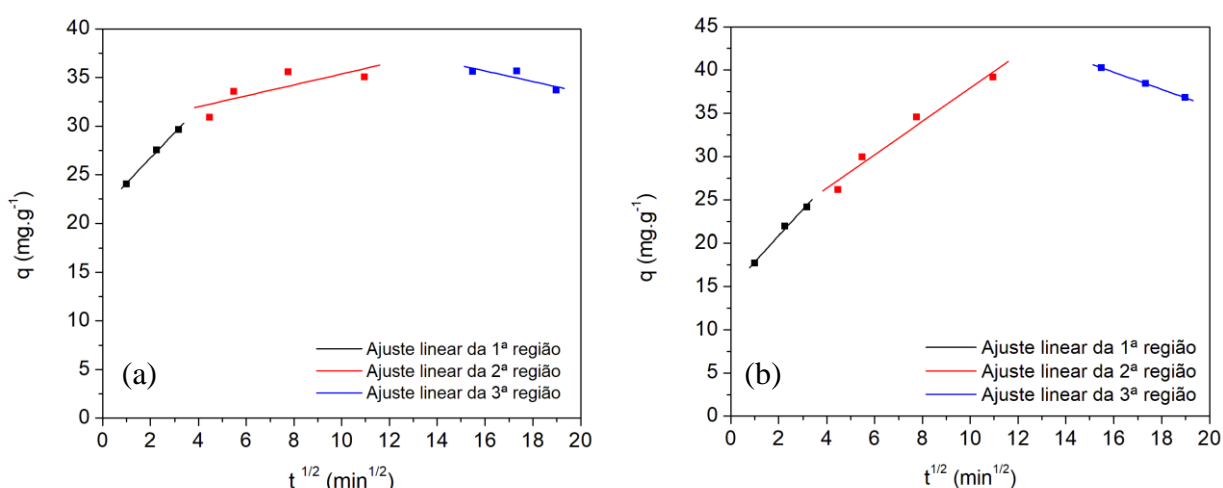 40
35
30
25
20
15
10
5
0
q (mg.g⁻¹)
(a)
Ajuste linear da 1ª região
Ajuste linear da 2ª região
Ajuste linear da 3ª região
0 2 4 6 8 10 12 14 16 18 20
t ^1/2 (min^1/2)
45
40
35
30
25
20
15
10
5
0
q (mg.g⁻¹)
(b)
Ajuste linear da 1ª região
Ajuste linear da 2ª região
Ajuste linear da 3ª região
0 2 4 6 8 10 12 14 16 18 20
t^1/2 (min^1/2)